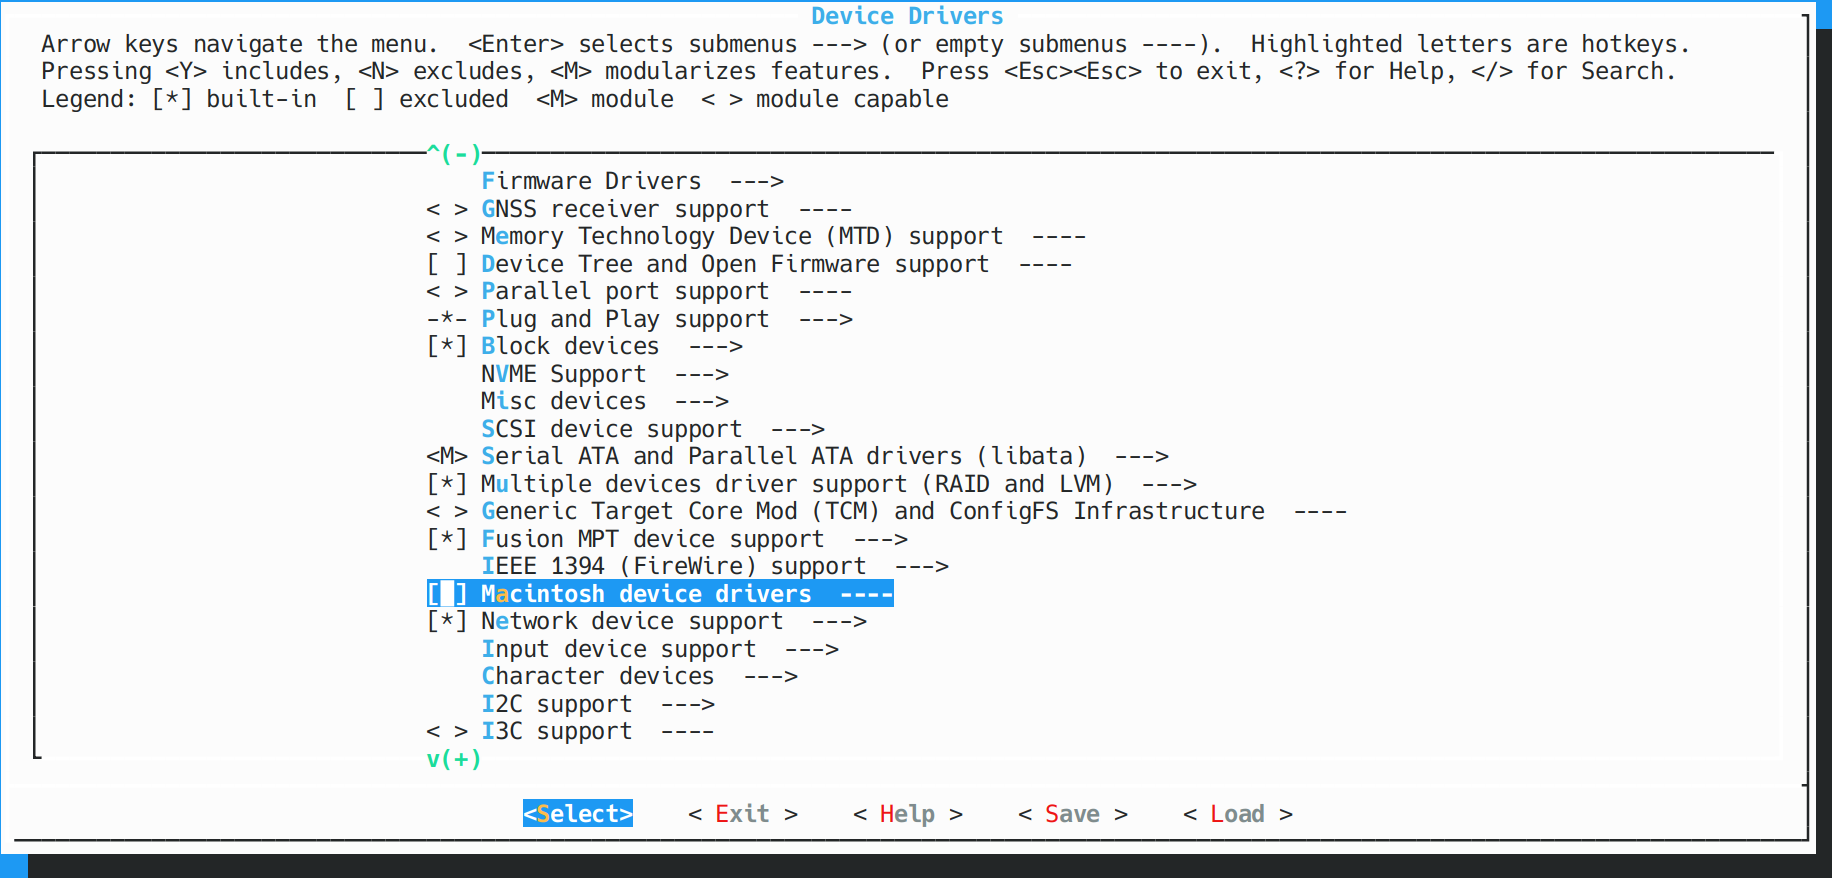 Device Drivers
Arrow keys navigate the menu.  <Enter> selects submenus ---> (or empty submenus ----).  Highlighted letters are hotkeys.
Pressing <Y> includes, <N> excludes, <M> modularizes features.  Press <Esc><Esc> to exit, <?> for Help, </> for Search.
Legend: [*] built-in  [ ] excluded  <M> module  < > module capable
^(-)
Firmware Drivers  --->
< > GNSS receiver support  ----
< > Memory Technology Device (MTD) support  ----
[ ] Device Tree and Open Firmware support  ----
< > Parallel port support  ----
-*- Plug and Play support  --->
[*] Block devices  --->
NVME Support  --->
Misc devices  --->
SCSI device support  --->
<M> Serial ATA and Parallel ATA drivers (libata)  --->
[*] Multiple devices driver support (RAID and LVM)  --->
< > Generic Target Core Mod (TCM) and ConfigFS Infrastructure  ----
[*] Fusion MPT device support  --->
IEEE 1394 (FireWire) support  --->
[ ] Macintosh device drivers  ----
[*] Network device support  --->
Input device support  --->
Character devices  --->
I2C support  --->
< > I3C support  ----
v(+)
<Select>    < Exit >    < Help >    < Save >    < Load >